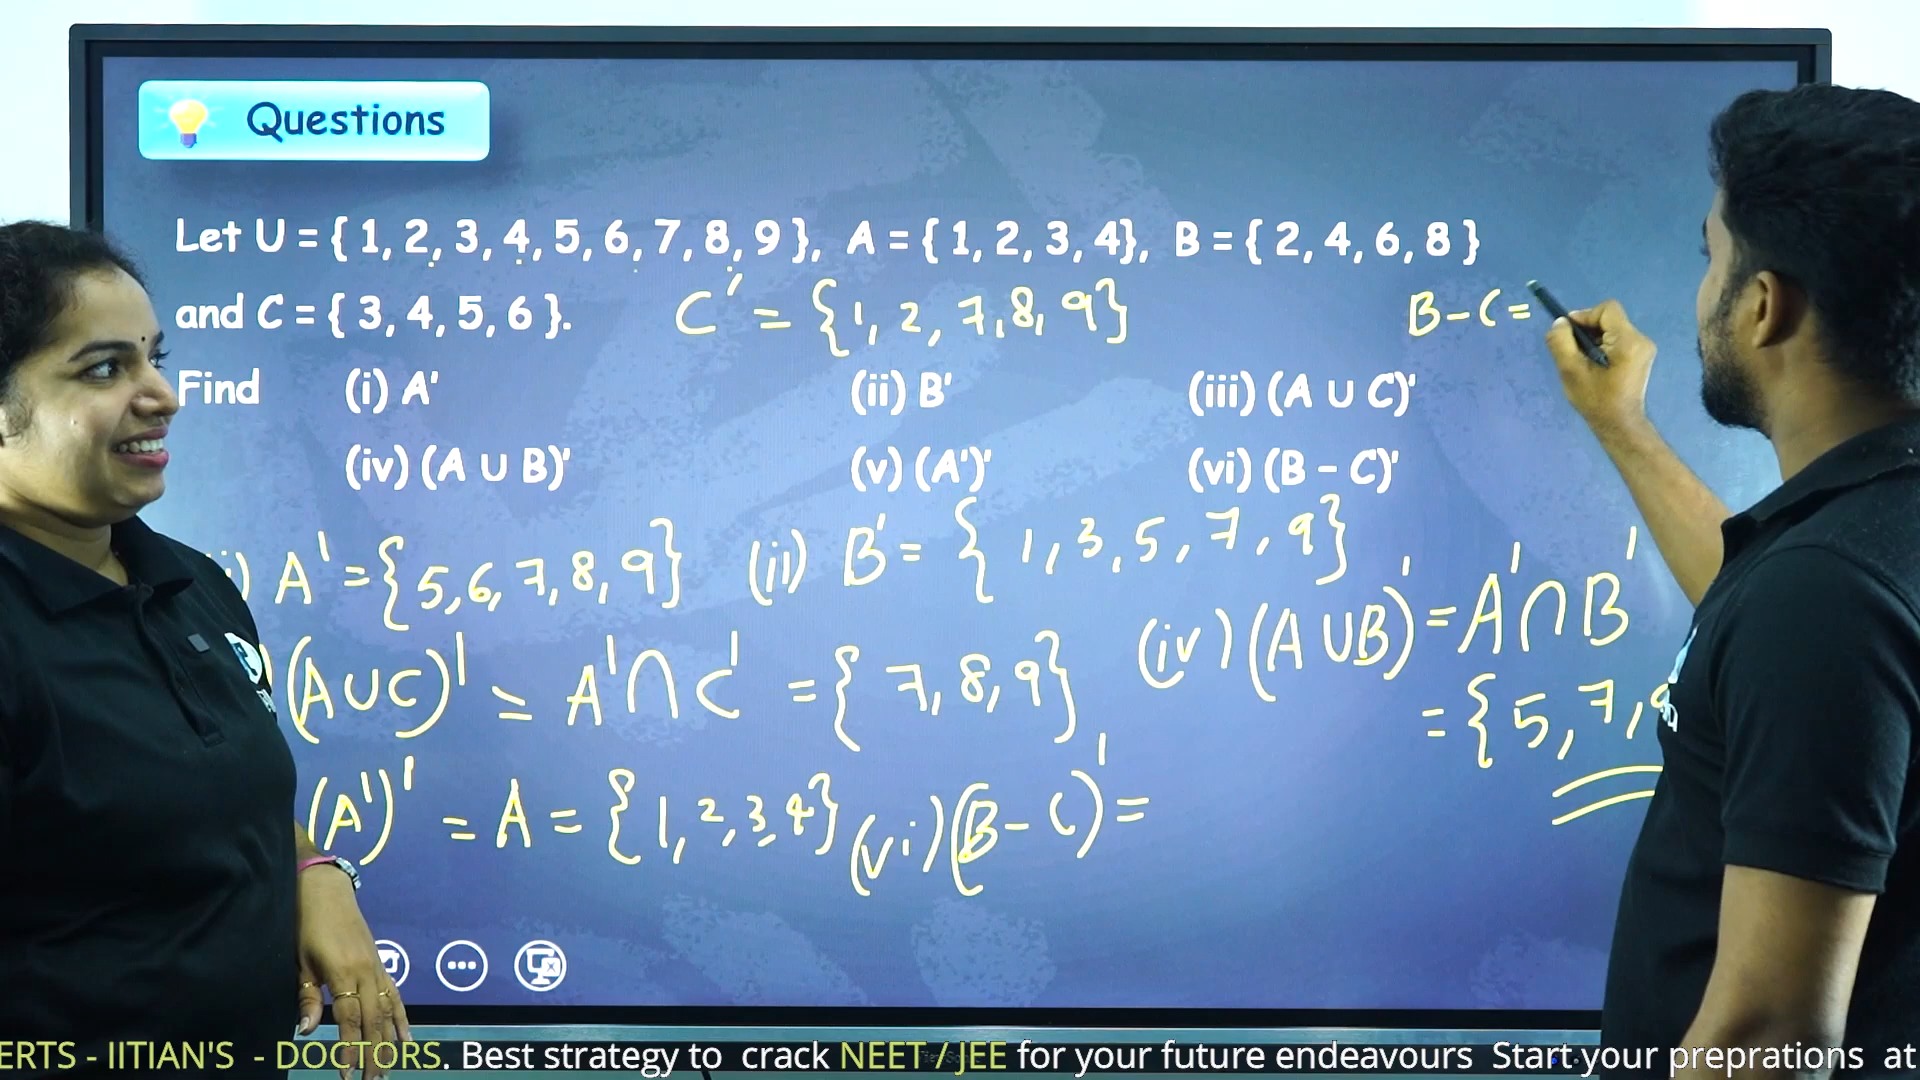 Questions
Let U = { 1, 2, 3, 4, 5, 6, 7, 8, 9 }, A = { 1, 2, 3, 4}, B = { 2, 4, 6, 8 }
and C = { 3, 4, 5, 6 }. C' = {1, 2, 7, 8, 9} B - C =
Find (i) A' (ii) B' (iii) (A ∪ C)'
(iv) (A ∪ B)' (v) (A')' (vi) (B - C)'
i) A' = {5, 6, 7, 8, 9} (ii) B' = { 1, 3, 5, 7, 9}
(A ∪ C)' = A' ∩ C' = { 7, 8, 9} (iv) (A ∪ B)' = A' ∩ B'
= {5, 7, 9
(A')' = A = {1, 2, 3, 4} (vi) (B - C)' =
ERTS - IITIAN'S - DOCTORS. Best strategy to crack NEET / JEE for your future endeavours Start your preprations at